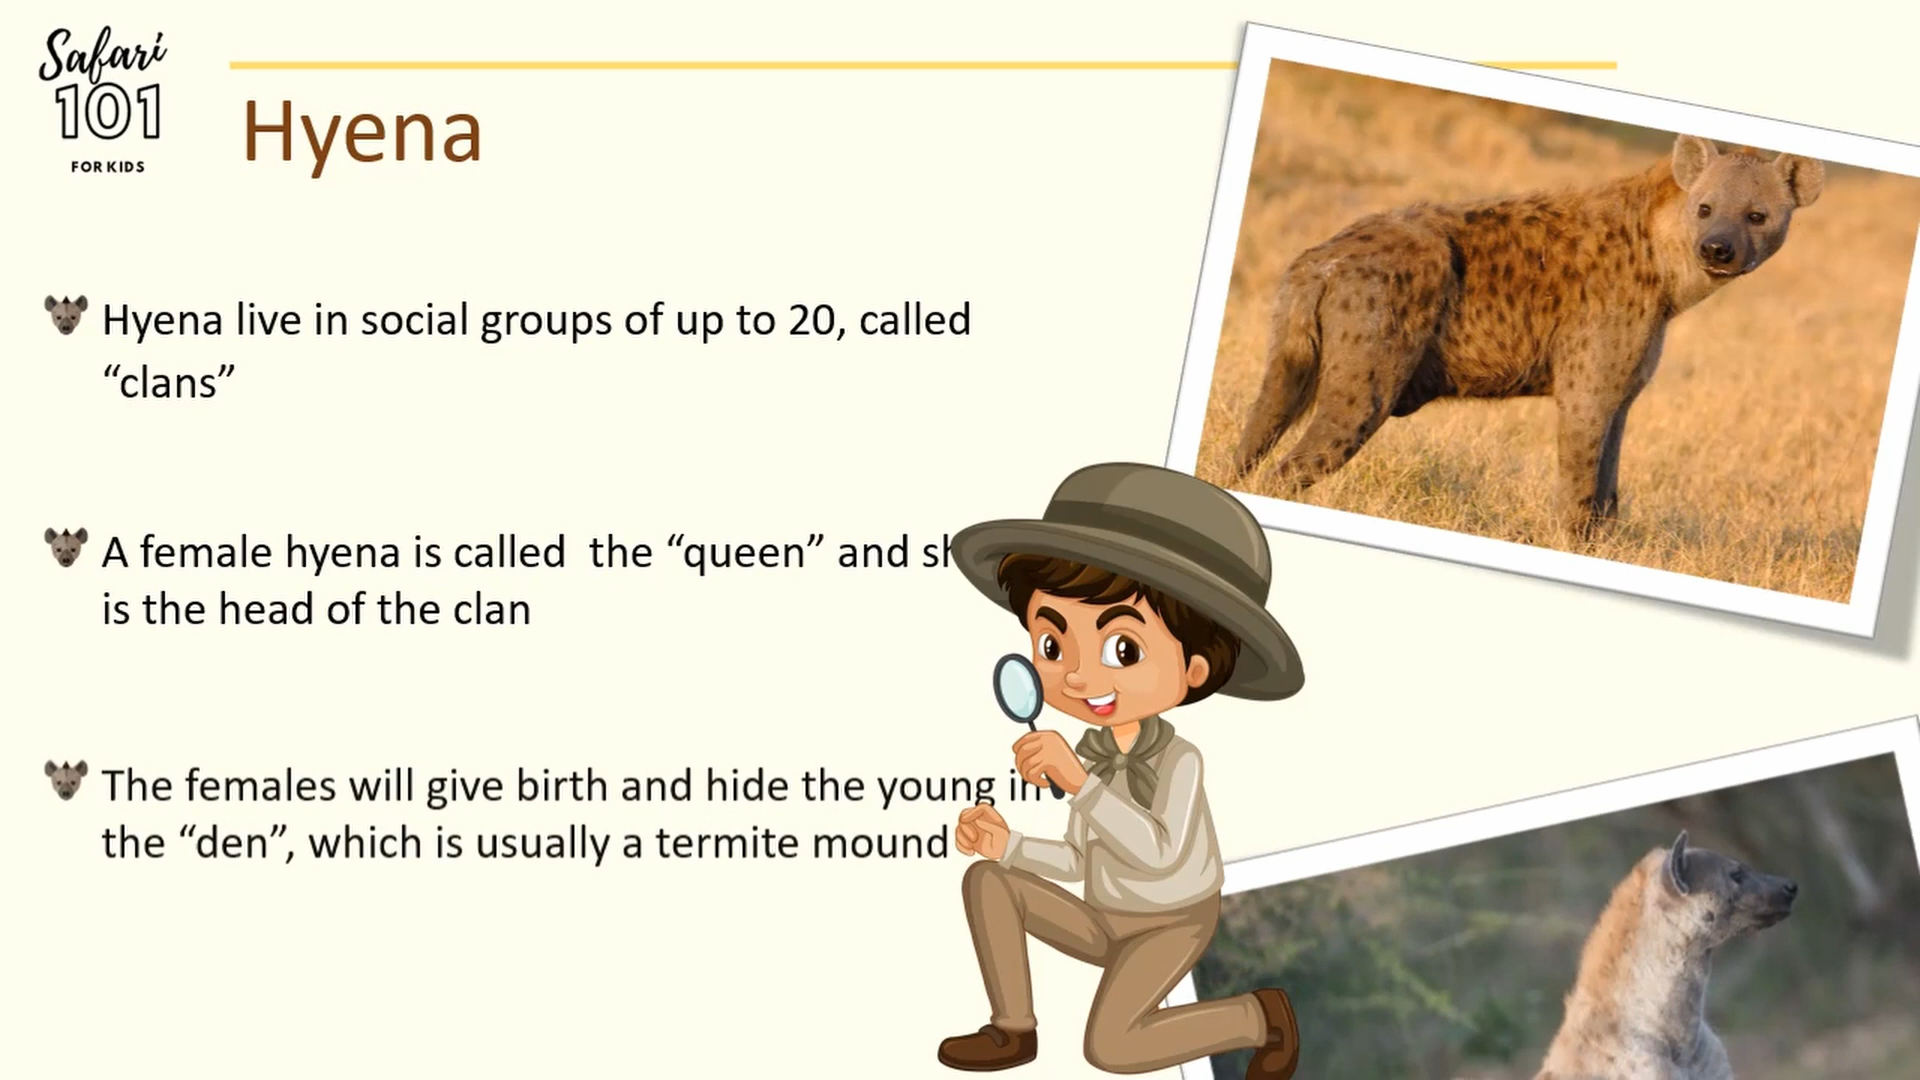 Safari
101
FOR KIDS
Hyena
Hyena live in social groups of up to 20, called
“clans”
A female hyena is called the “queen” and
is the head of the clan
The females will give birth and hide the young in
the “den”, which is usually a termite mound